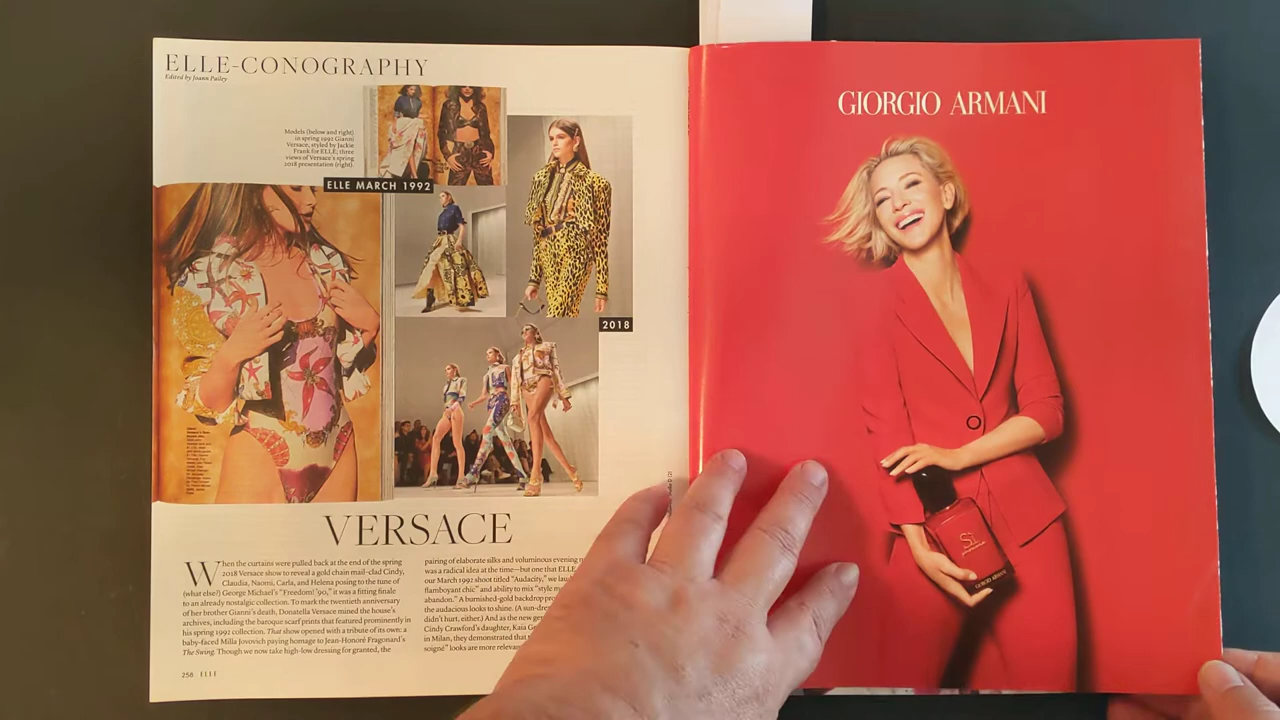 ELLE-CONOGRAPHY
Edited by Joann Pailey
Models (below and right)
in spring 1992 Gianni
Versace, styled by Jackie
Frank for ELLE; three
views of Versace's spring
2018 presentation (right).
ELLE MARCH 1992
2018
VERSACE
When the curtains were pulled back at the end of the spring
2018 Versace show to reveal a gold chain mail–clad Cindy,
Claudia, Naomi, Carla, and Helena posing to the tune of
(what else?) George Michael's "Freedom! '90," it was a fitting finale
to an already nostalgic collection. To mark the twentieth anniversary
of her brother Gianni's death, Donatella Versace mined the house's
archives, including the baroque scarf prints that featured prominently in
his spring 1992 collection. That show opened with a tribute of its own: a
baby-faced Milla Jovovich paying homage to Jean-Honoré Fragonard's
The Swing. Though we now take high-low dressing for granted, the
pairing of elaborate silks and voluminous evening
was a radical idea at the time—but one that ELLE
our March 1992 shoot titled "Audacity," we
flamboyant chic" and ability to mix "style
abandon." A burnished-gold backdrop
the audacious looks to shine. (A
didn't hurt, either.) And as the new
Cindy Crawford's daughter, Kaia
in Milan, they demonstrated
soigné" looks are more
258 ELLE
GIORGIO ARMANI
Sì
passione
GIORGIO ARMANI